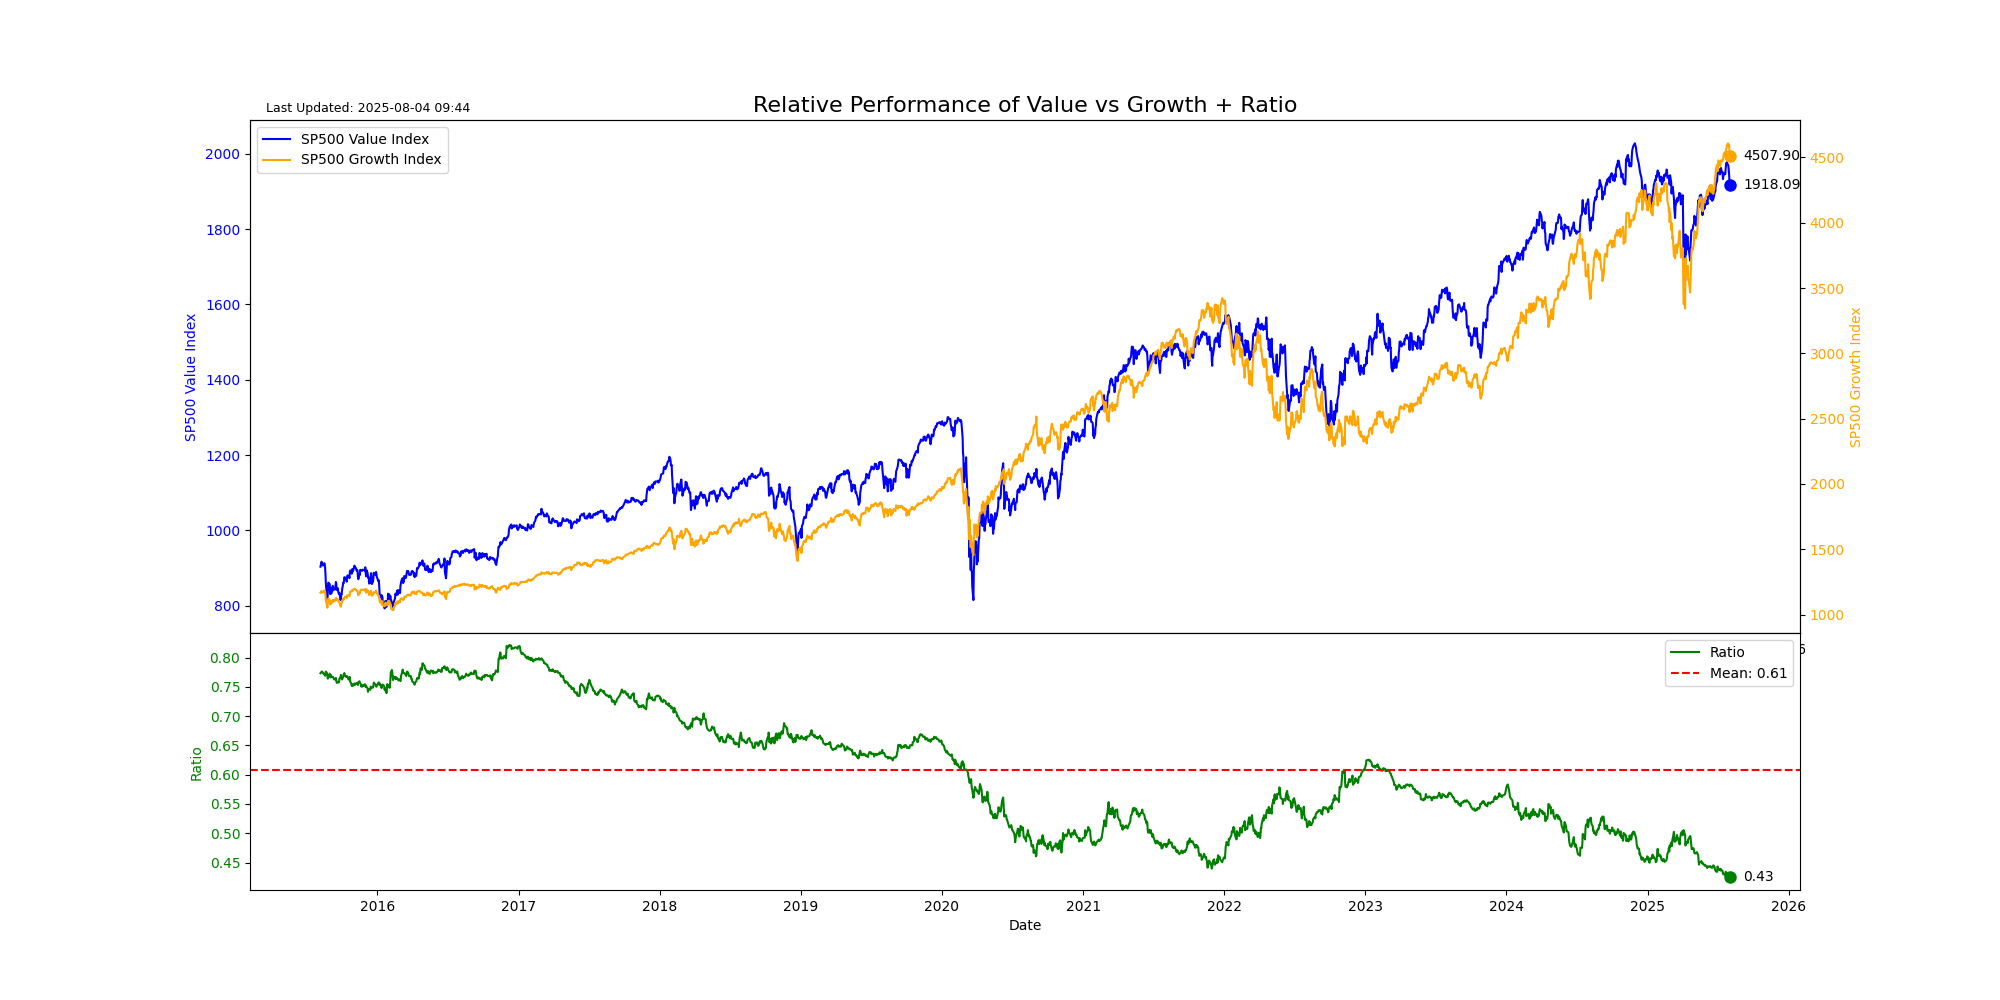 Relative Performance of Value vs Growth + Ratio
Last Updated: 2025-08-04 09:44
SP500 Value Index
SP500 Growth Index
2000
1800
1600
1400
1200
1000
800
SP500 Value Index
4500
4000
3500
3000
2500
2000
1500
1000
SP500 Growth Index
4507.90
1918.09
6
Ratio
Mean: 0.61
0.80
0.75
0.70
0.65
0.60
0.55
0.50
0.45
Ratio
0.43
2016 2017 2018 2019 2020 2021 2022 2023 2024 2025 2026
Date